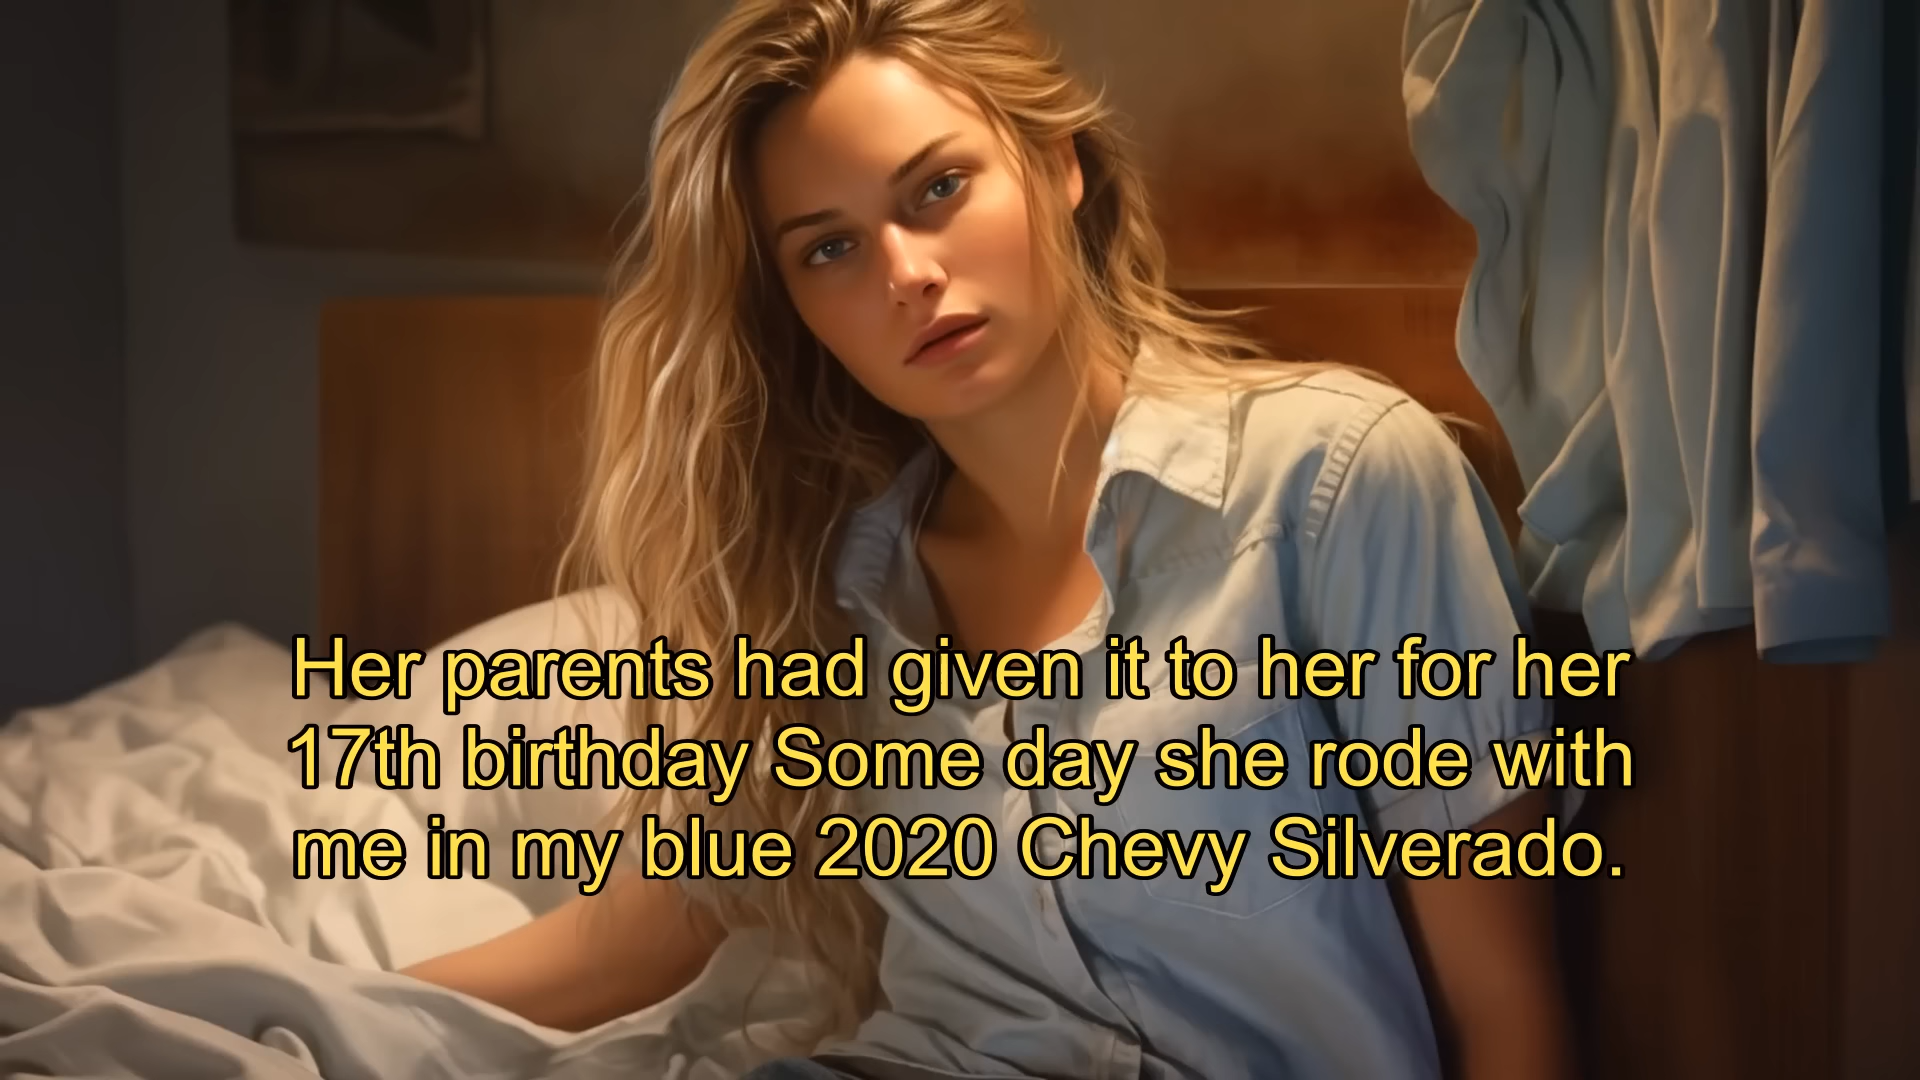 Her parents had given it to her for her
17th birthday Some day she rode with
me in my blue 2020 Chevy Silverado.